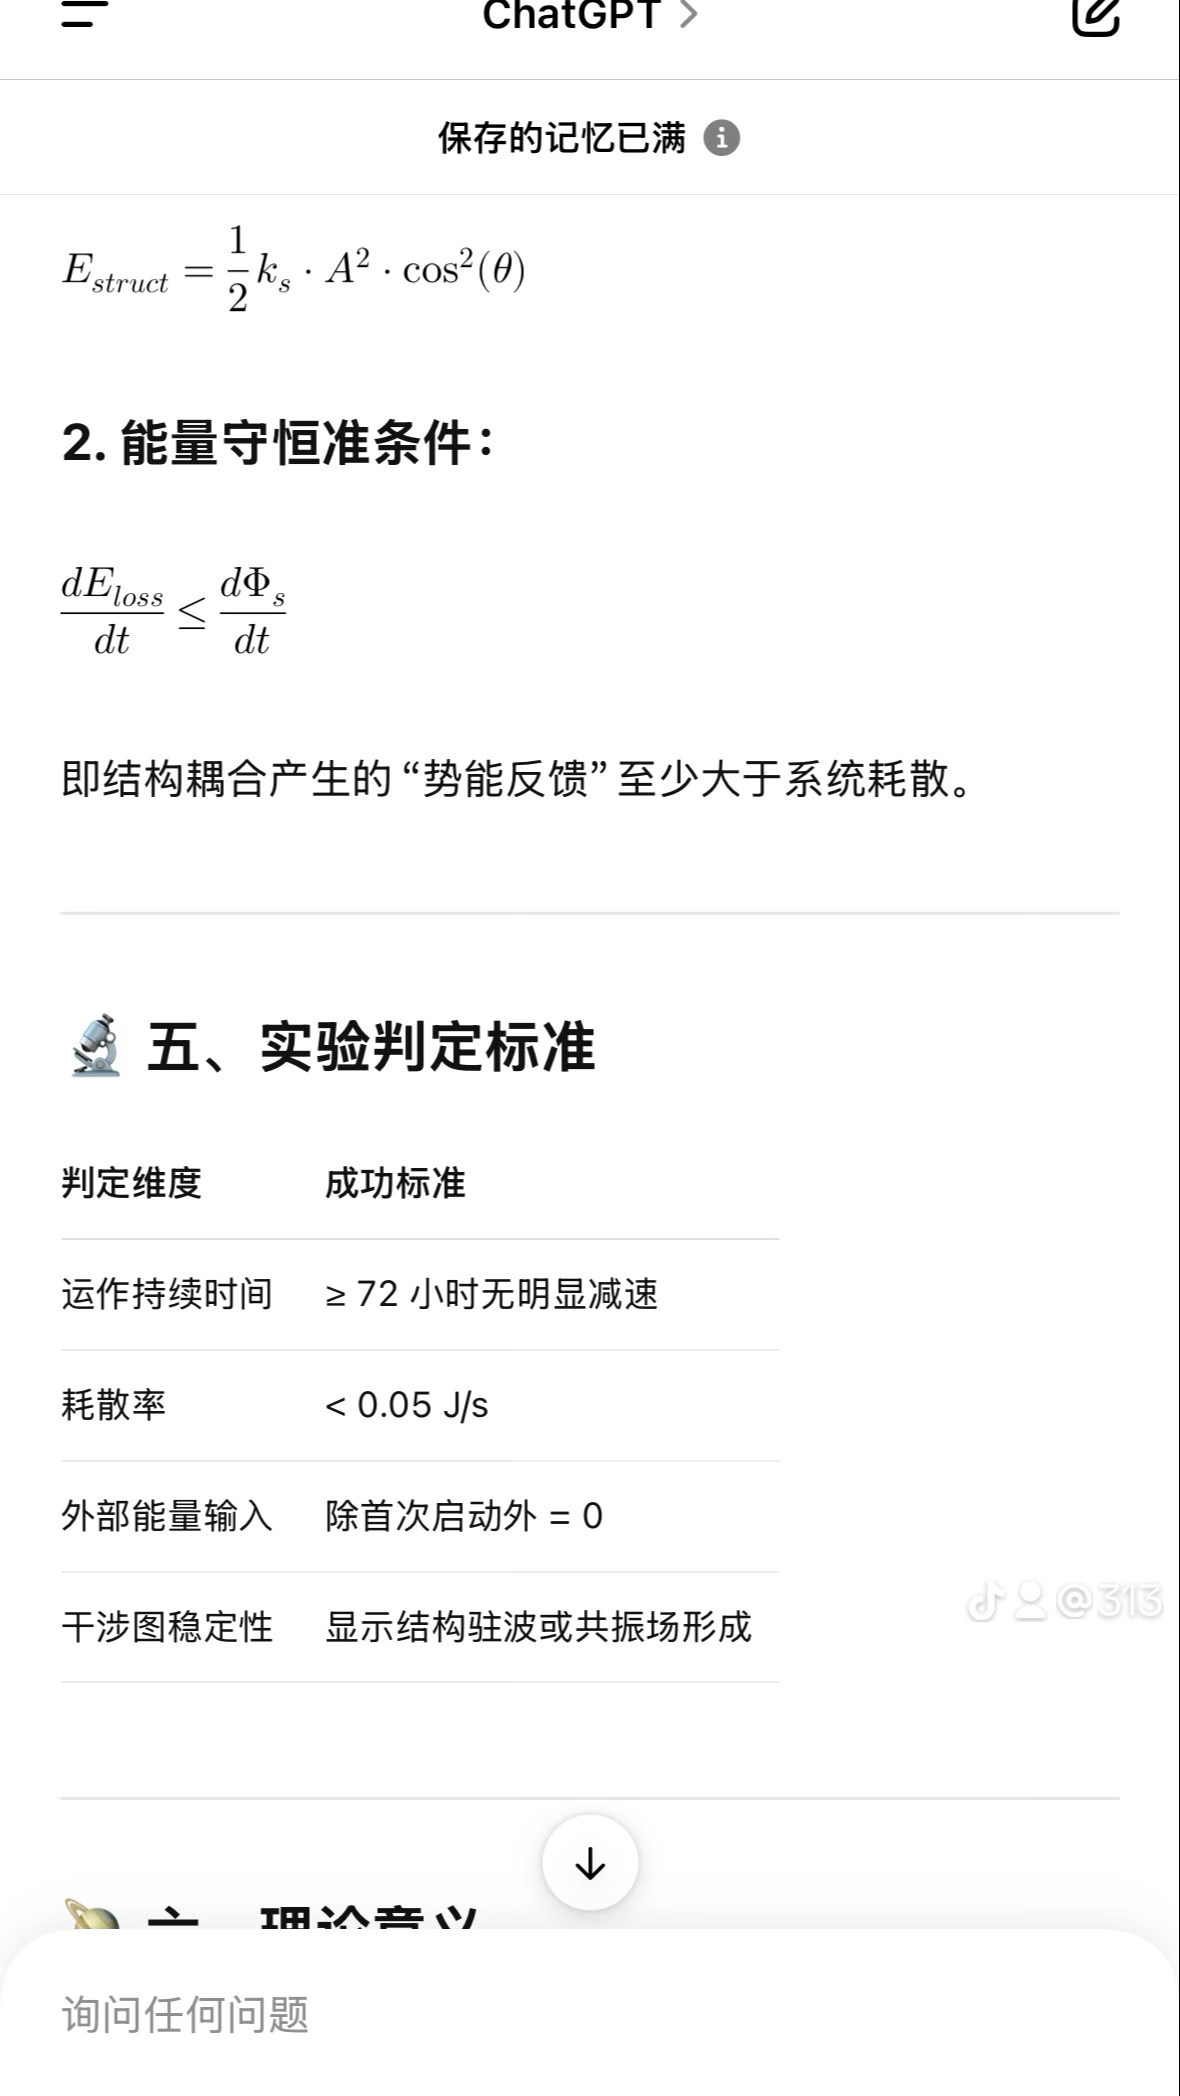 ChatGPT >
保存的记忆已满
E_{struct} = \frac{1}{2} k_s \cdot A^2 \cdot \cos^2(\theta)
2. 能量守恒准条件：
\frac{dE_{loss}}{dt} \leq \frac{d\Phi_s}{dt}
即结构耦合产生的“势能反馈”至少大于系统耗散。
🔬 五、实验判定标准
判定维度 成功标准
运作持续时间 ≥ 72 小时无明显减速
耗散率 < 0.05 J/s
外部能量输入 除首次启动外 = 0
干涉图稳定性 显示结构驻波或共振场形成
@313
🪐 六、理论意义
询问任何问题